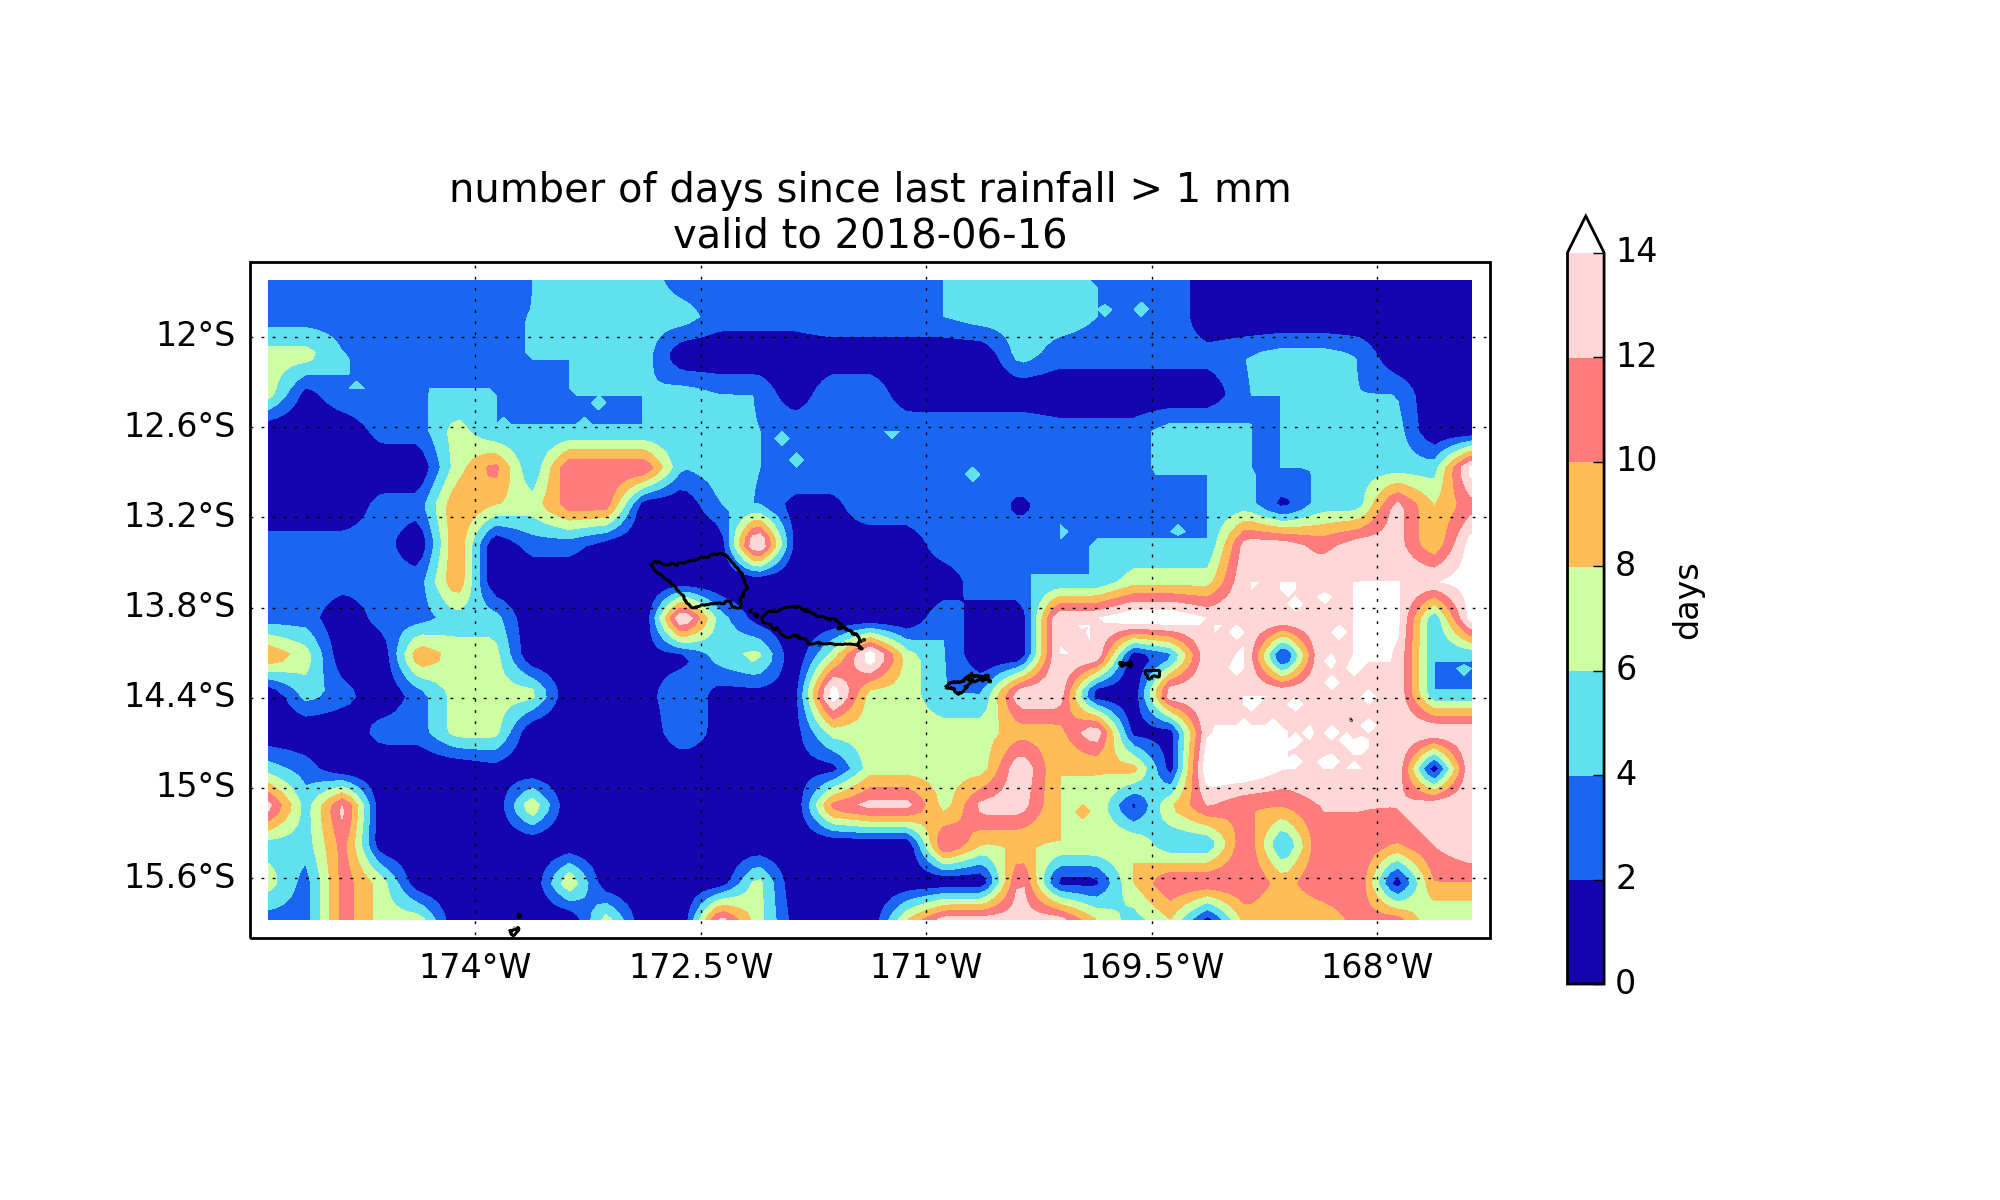 number of days since last rainfall > 1 mm
valid to 2018-06-16
12°S
12.6°S
13.2°S
13.8°S
14.4°S
15°S
15.6°S
174°W
172.5°W
171°W
169.5°W
168°W
14
12
10
8
6
4
2
0
days